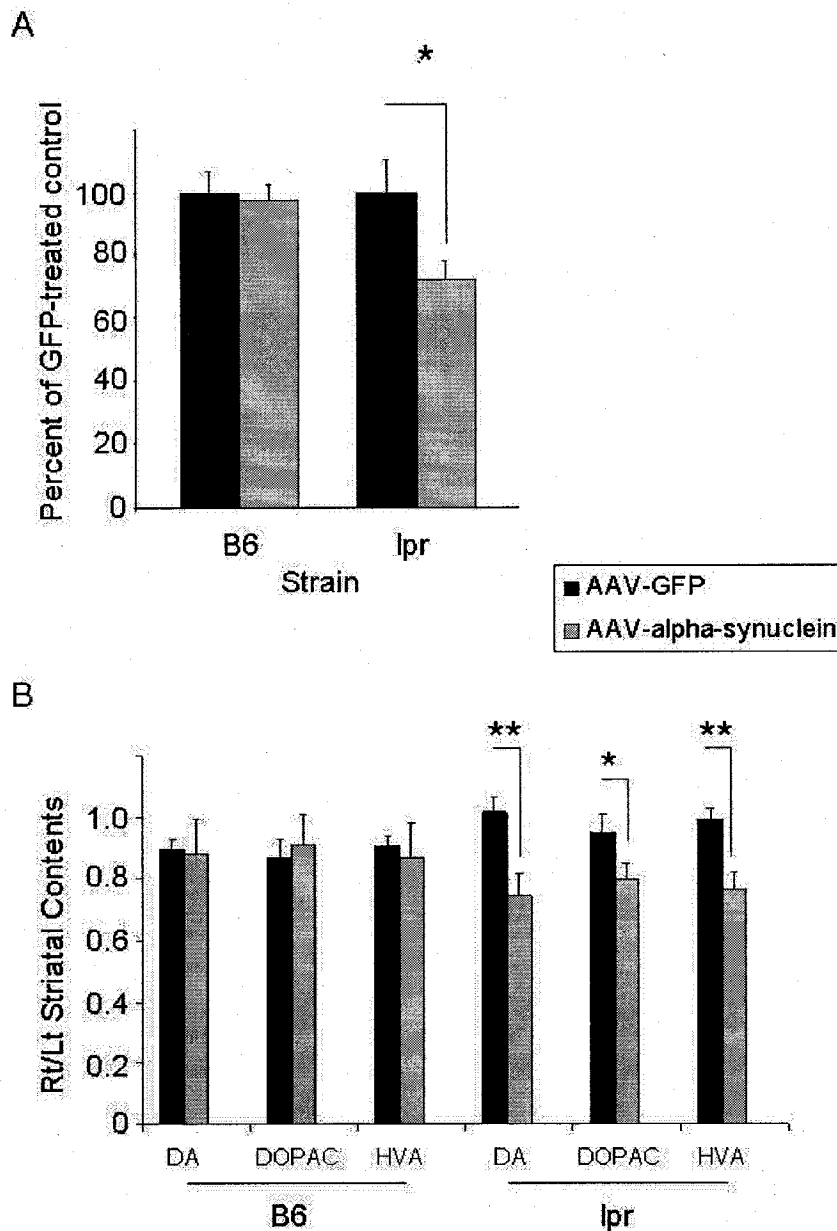 A
*
Percent of GFP-treated control
100
80
60
40
20
0
B6
lpr
Strain
AAV-GFP
AAV-alpha-synuclein
B
**
*
**
Rt/Lt Striatal Contents
1.0
0.8
0.6
0.4
0.2
0
DA
DOPAC
HVA
DA
DOPAC
HVA
B6
lpr